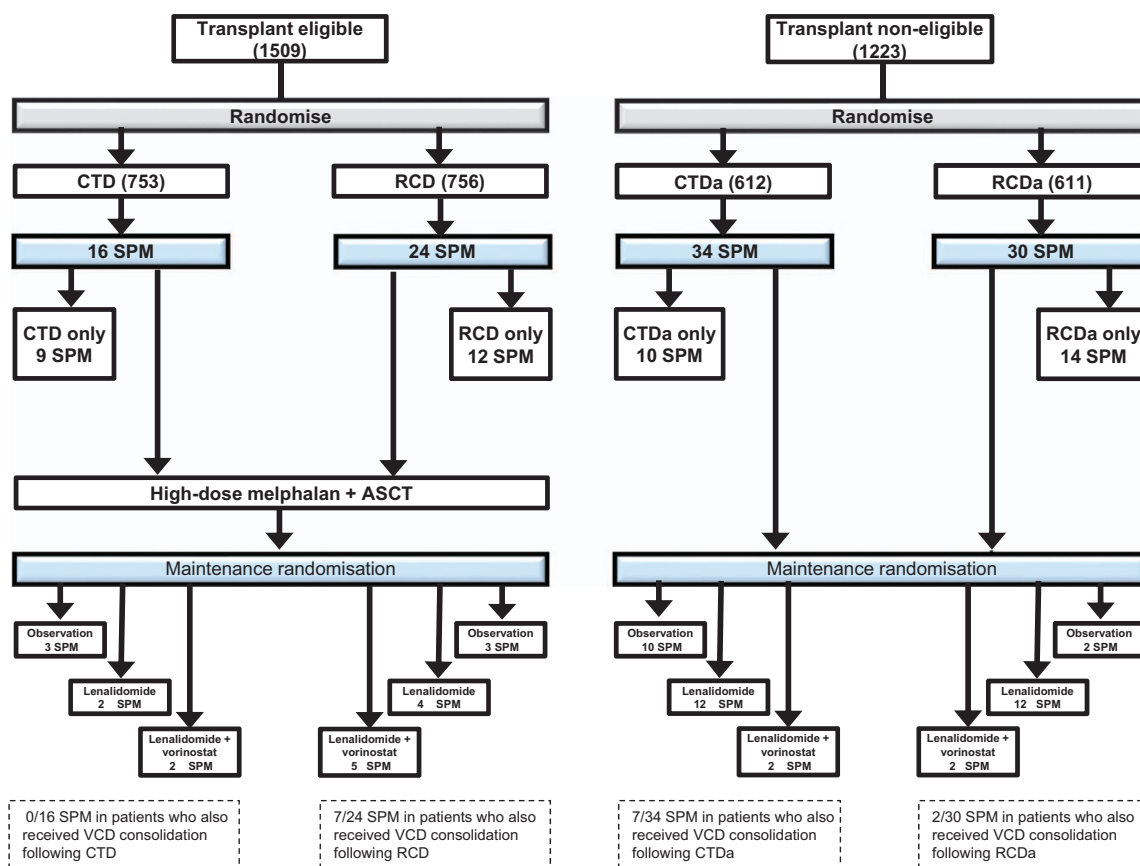 Transplant eligible
(1509)
Transplant non-eligible
(1223)
Randomise
Randomise
CTD (753)
RCD (756)
CTDa (612)
RCDa (611)
16 SPM
24 SPM
34 SPM
30 SPM
CTD only
9 SPM
RCD only
12 SPM
CTDa only
10 SPM
RCDa only
14 SPM
High-dose melphalan + ASCT
Maintenance randomisation
Maintenance randomisation
Observation
3 SPM
Observation
3 SPM
Observation
10 SPM
Observation
2 SPM
Lenalidomide
2 SPM
Lenalidomide
4 SPM
Lenalidomide
12 SPM
Lenalidomide
12 SPM
Lenalidomide +
vorinostat
2 SPM
Lenalidomide +
vorinostat
5 SPM
Lenalidomide +
vorinostat
2 SPM
Lenalidomide +
vorinostat
2 SPM
0/16 SPM in patients who also
received VCD consolidation
following CTD
7/24 SPM in patients who also
received VCD consolidation
following RCD
7/34 SPM in patients who also
received VCD consolidation
following CTDa
2/30 SPM in patients who also
received VCD consolidation
following RCDa